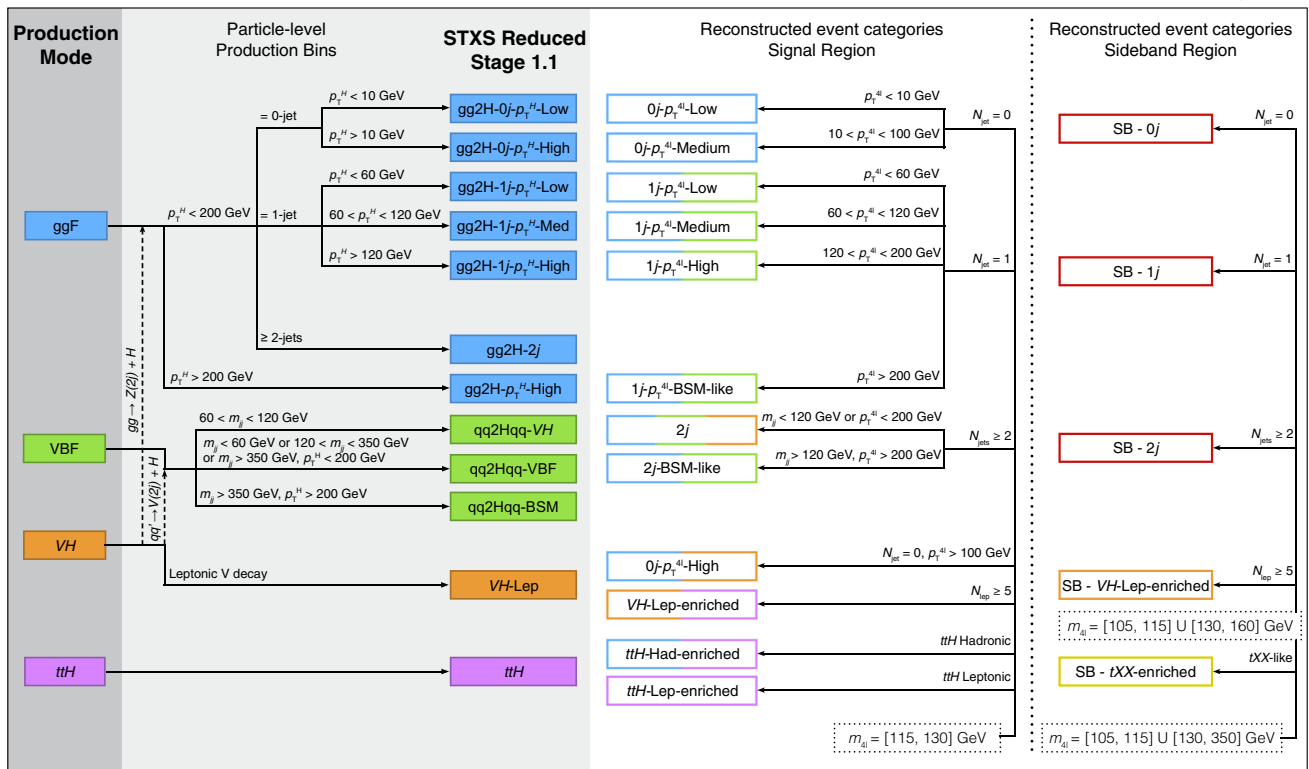 Production
Mode
Particle-level
Production Bins
STXS Reduced
Stage 1.1
Reconstructed event categories
Signal Region
Reconstructed event categories
Sideband Region
ggF
VBF
VH
ttH
gg → Z(2j) + H
qq' → V(2j) + H
p_T^H < 200 GeV
= 0-jet
p_T^H < 10 GeV
p_T^H > 10 GeV
= 1-jet
p_T^H < 60 GeV
60 < p_T^H < 120 GeV
p_T^H > 120 GeV
≥ 2-jets
p_T^H > 200 GeV
60 < m_jj < 120 GeV
m_jj < 60 GeV or 120 < m_jj < 350 GeV
or m_jj > 350 GeV, p_T^H < 200 GeV
m_jj > 350 GeV, p_T^H > 200 GeV
Leptonic V decay
gg2H-0j-p_T^H-Low
gg2H-0j-p_T^H-High
gg2H-1j-p_T^H-Low
gg2H-1j-p_T^H-Med
gg2H-1j-p_T^H-High
gg2H-2j
gg2H-p_T^H-High
qq2Hqq-VH
qq2Hqq-VBF
qq2Hqq-BSM
VH-Lep
ttH
0j-p_T^4l-Low
0j-p_T^4l-Medium
1j-p_T^4l-Low
1j-p_T^4l-Medium
1j-p_T^4l-High
1j-p_T^4l-BSM-like
2j
2j-BSM-like
0j-p_T^4l-High
VH-Lep-enriched
ttH-Had-enriched
ttH-Lep-enriched
p_T^4l < 10 GeV
N_jet = 0
10 < p_T^4l < 100 GeV
p_T^4l < 60 GeV
60 < p_T^4l < 120 GeV
120 < p_T^4l < 200 GeV
N_jet = 1
p_T^4l > 200 GeV
m_jj < 120 GeV or p_T^4l < 200 GeV
N_jets ≥ 2
m_jj > 120 GeV, p_T^4l > 200 GeV
N_jet = 0, p_T^4l > 100 GeV
N_lep ≥ 5
ttH Hadronic
ttH Leptonic
m_4l = [115, 130] GeV
SB - 0j
N_jet = 0
SB - 1j
N_jet = 1
SB - 2j
N_jets ≥ 2
SB - VH-Lep-enriched
N_lep ≥ 5
m_4l = [105, 115] U [130, 160] GeV
tXX-like
SB - tXX-enriched
m_4l = [105, 115] U [130, 350] GeV